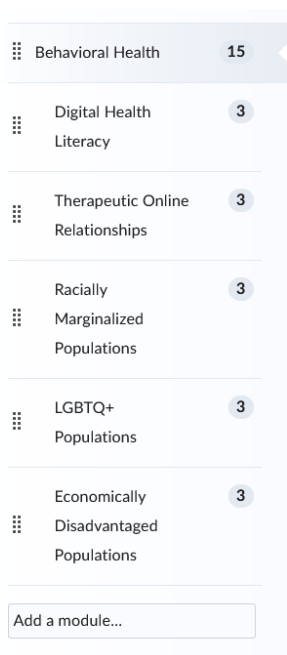 Behavioral Health 15
Digital Health 3
Literacy
Therapeutic Online 3
Relationships
Racially 3
Marginalized
Populations
LGBTQ+ 3
Populations
Economically 3
Disadvantaged
Populations
Add a module...